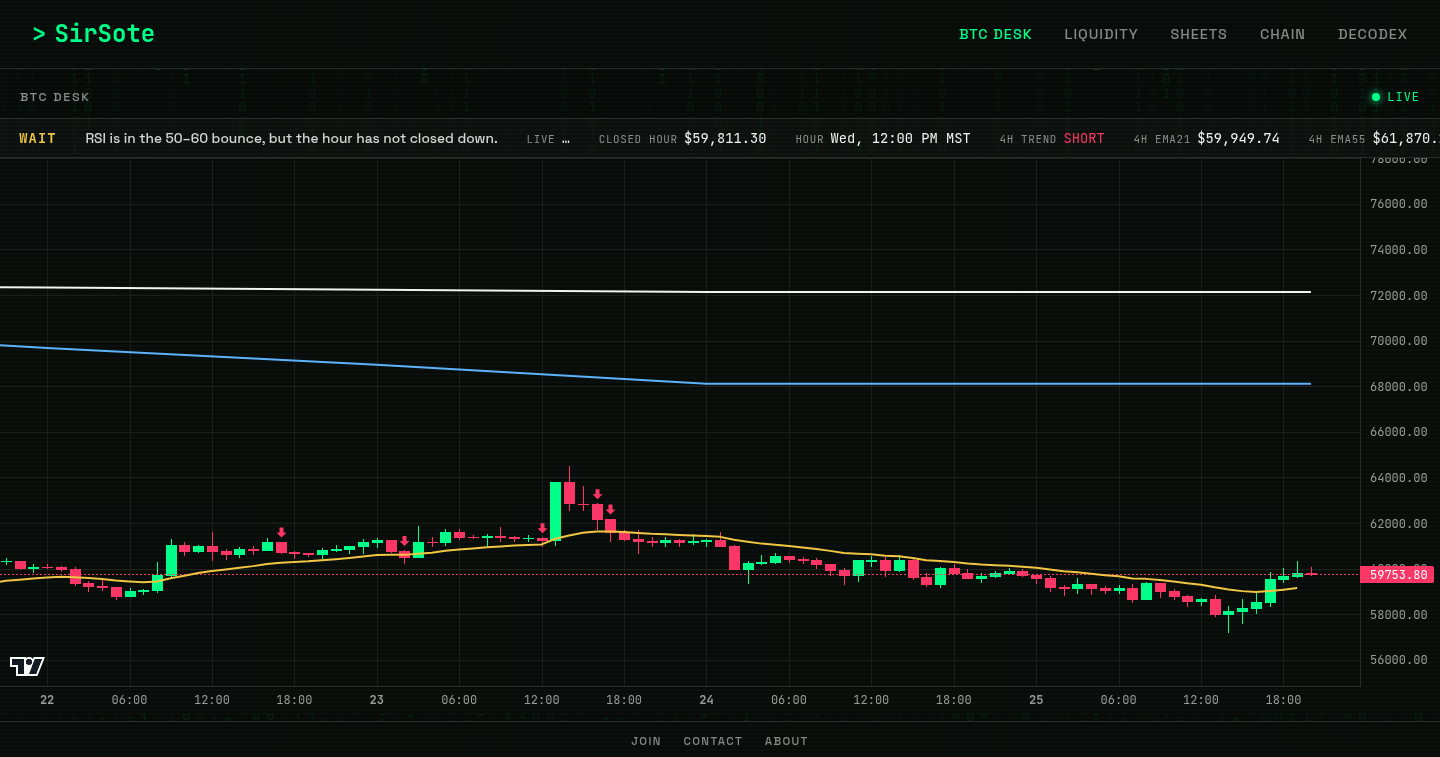 > SirSote
BTC DESK LIQUIDITY SHEETS CHAIN DECODEX
BTC DESK
LIVE
WAIT RSI is in the 50–60 bounce, but the hour has not closed down. LIVE … CLOSED HOUR $59,811.30 HOUR Wed, 12:00 PM MST 4H TREND SHORT 4H EMA21 $59,949.74 4H EMA55 $61,870.
78000.00
76000.00
74000.00
72000.00
70000.00
68000.00
66000.00
64000.00
62000.00
59753.80
58000.00
56000.00
22 06:00 12:00 18:00 23 06:00 12:00 18:00 24 06:00 12:00 18:00 25 06:00 12:00 18:00
JOIN CONTACT ABOUT